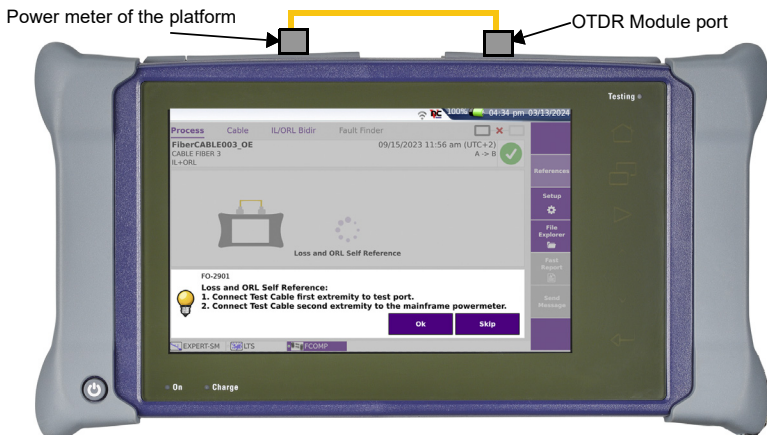 Power meter of the platform
OTDR Module port
Testing
100% 04:34 pm 03/13/2024
Process Cable IL/ORL Bidir Fault Finder
FiberCABLE003_OE 09/15/2023 11:56 am (UTC+2)
CABLE FIBER 3 A -> B
IL+ORL
References
Setup
File
Explorer
Loss and ORL Self Reference
Fast
Report
FO-2901
Loss and ORL Self Reference:
1. Connect Test Cable first extremity to test port.
2. Connect Test Cable second extremity to the mainframe powermeter.
Send
Message
Ok Skip
EXPERT-SM LTS FCOMP
On Charge